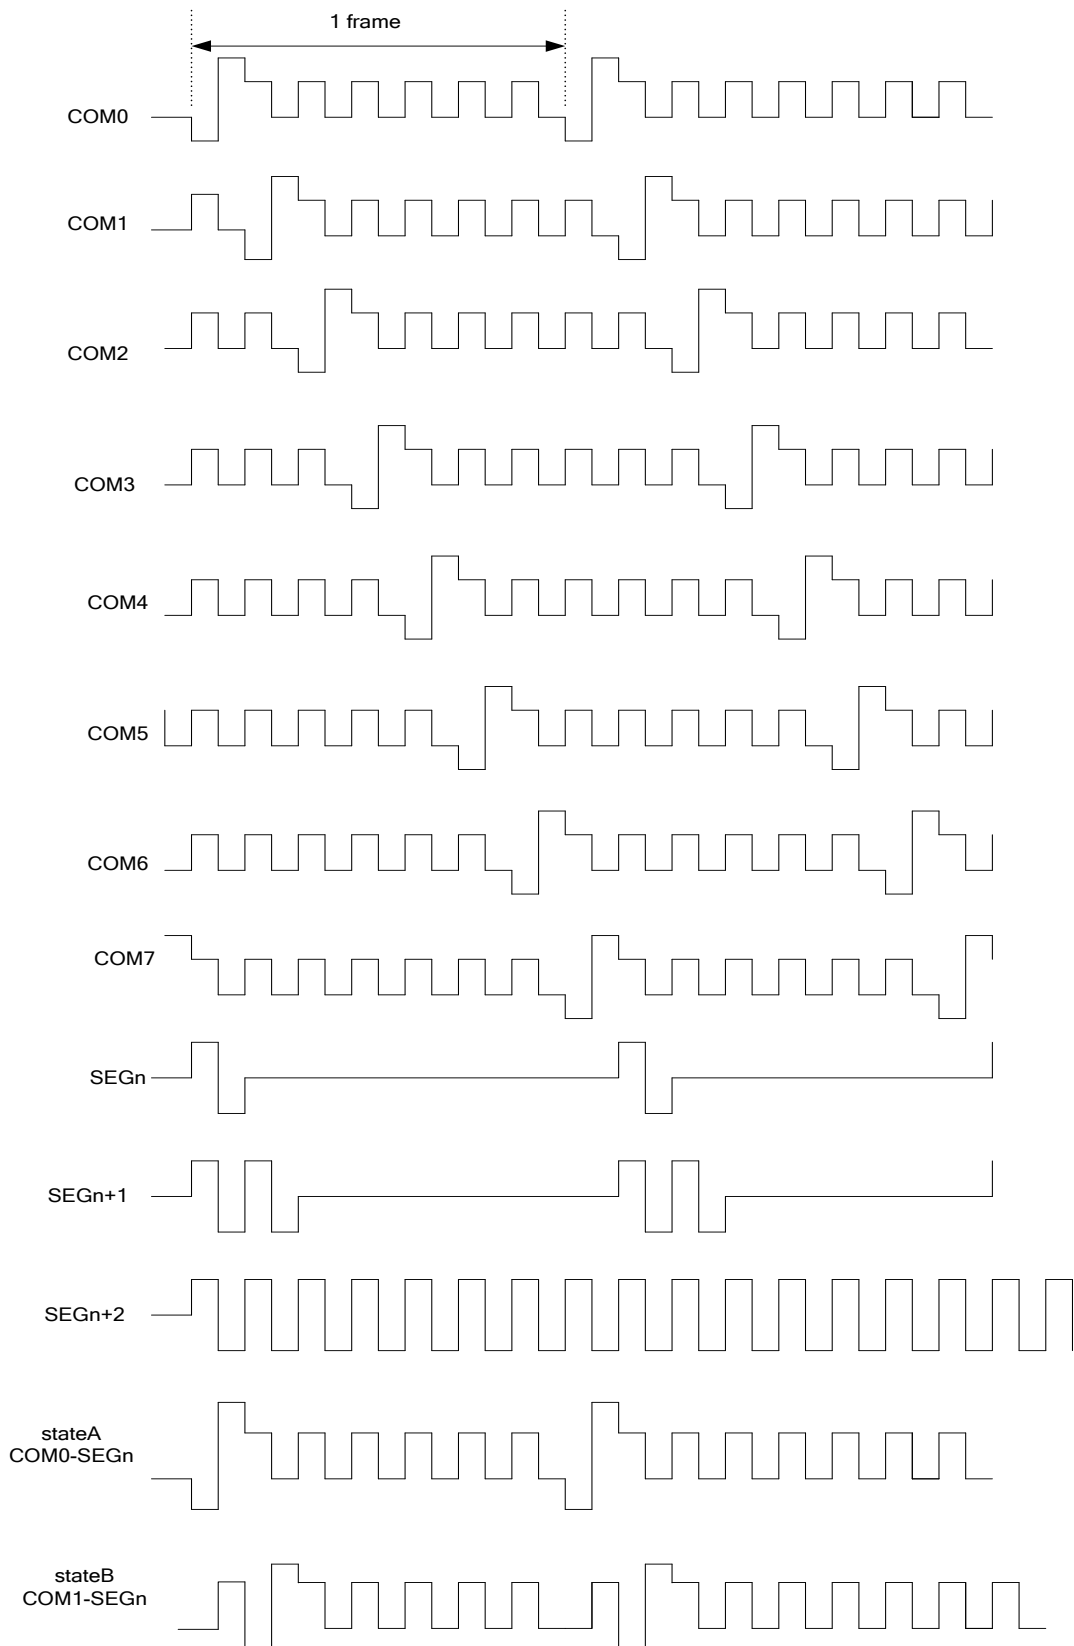 1 frame
COM0
COM1
COM2
COM3
COM4
COM5
COM6
COM7
SEGn
SEGn+1
SEGn+2
stateA
COM0-SEGn
stateB
COM1-SEGn